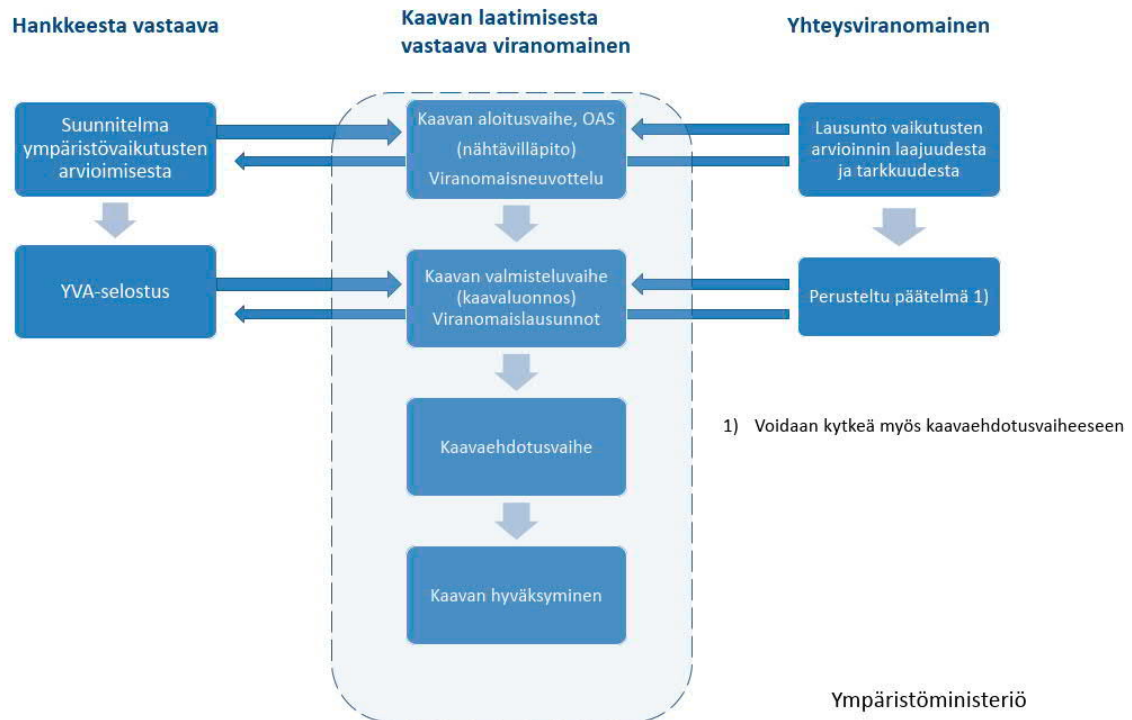 Hankkeesta vastaava
Kaavan laatimisesta
vastaava viranomainen
Yhteysviranomainen
Suunnitelma
ympäristövaikutusten
arvioimisesta
Kaavan aloitusvaihe, OAS
(nähtävilläpito)
Viranomaisneuvottelu
Lausunto vaikutusten
arvioinnin laajuudesta
ja tarkkuudesta
YVA-selostus
Kaavan valmisteluvaihe
(kaavaluonnos)
Viranomaislausunnot
Perusteltu päätelmä 1)
Kaavaehdotusvaihe
1) Voidaan kytkeä myös kaavaehdotusvaiheeseen
Kaavan hyväksyminen
Ympäristöministeriö